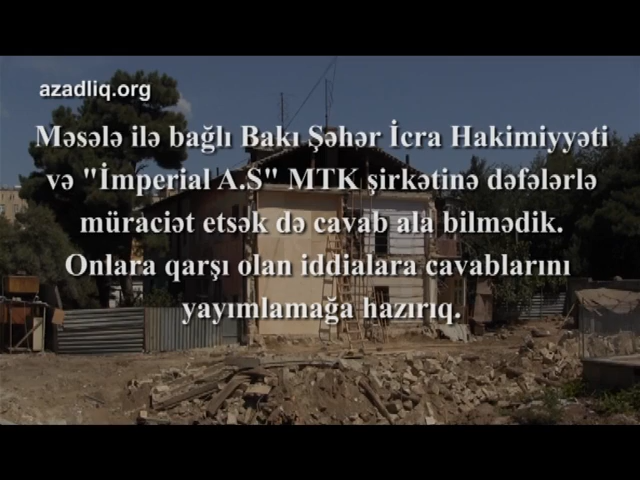 azadliq.org
Məsələ ilə bağlı Bakı Şəhər İcra Hakimiyyəti
və "İmperial A.S" MTK şirkətinə dəfələrlə
müraciət etsək də cavab ala bilmədik.
Onlara qarşı olan iddialara cavablarını
yayımlamağa hazırıq.